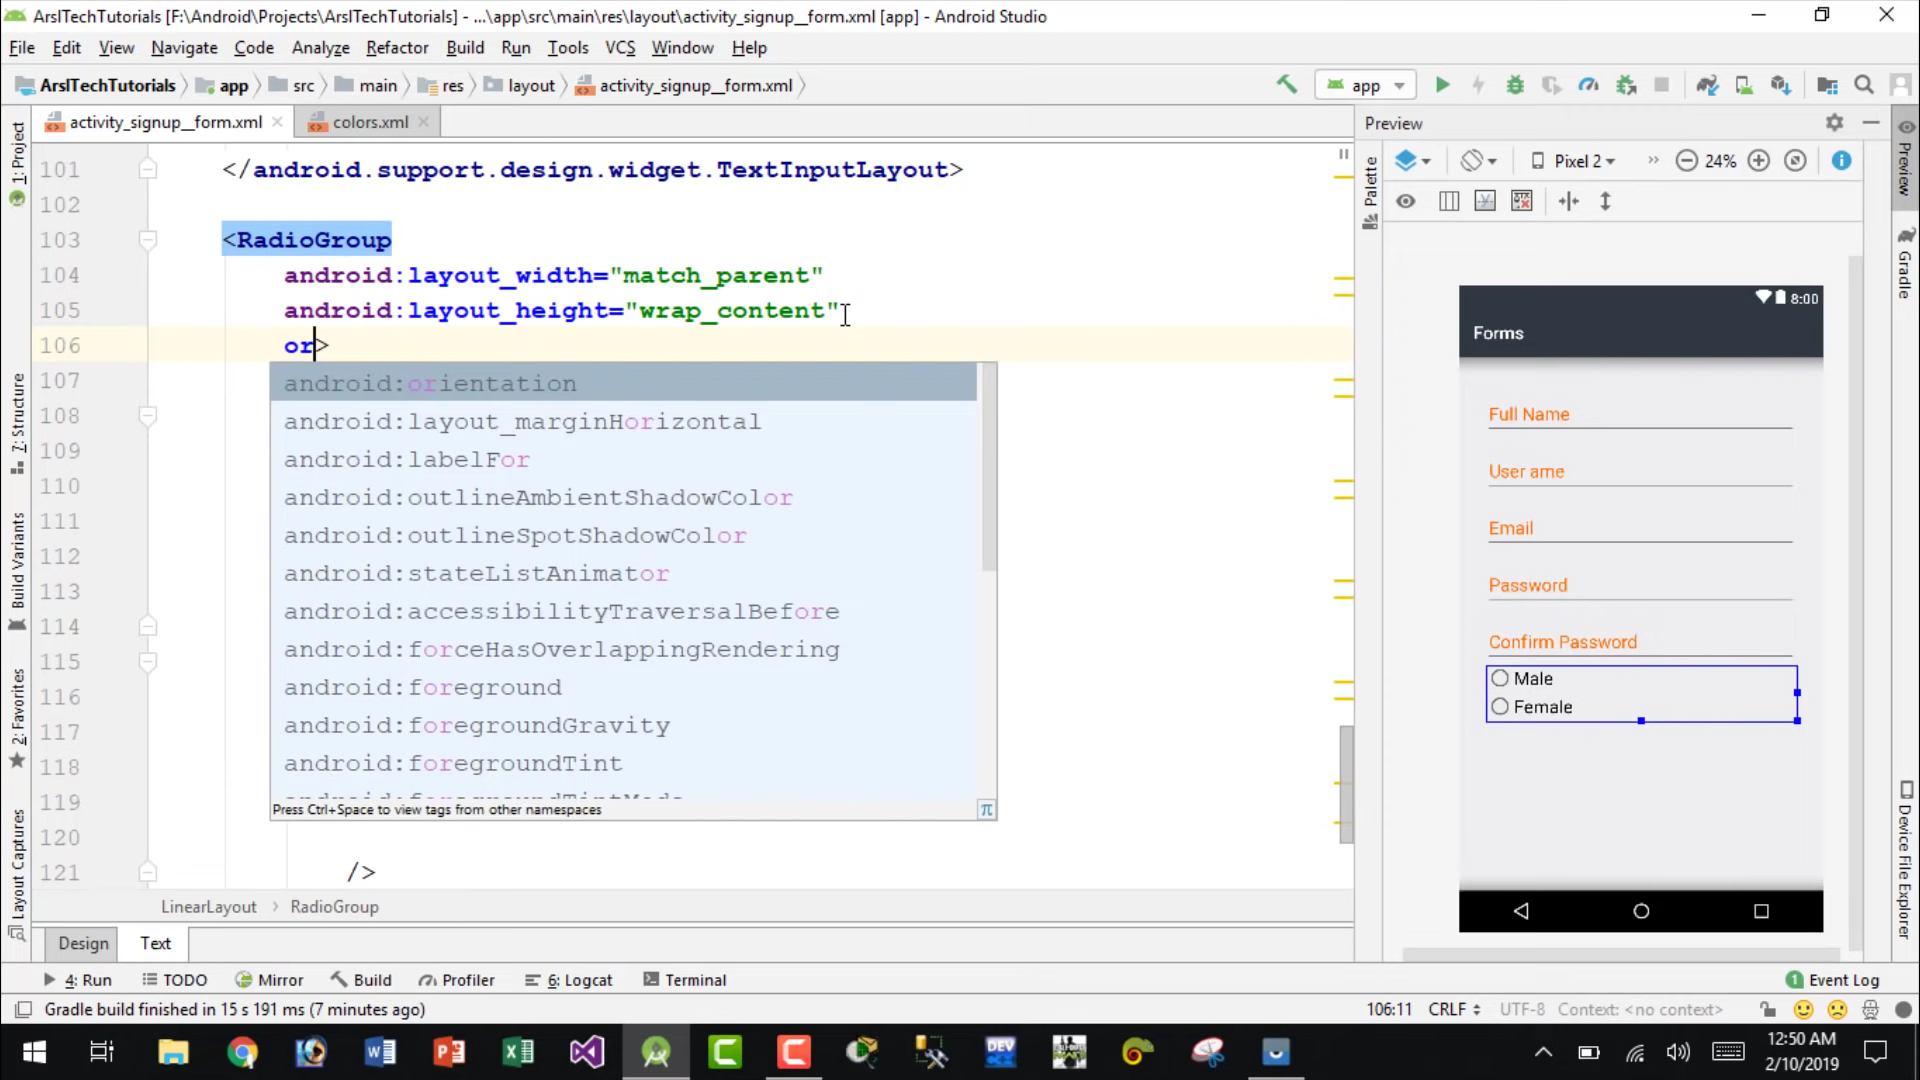 ArslTechTutorials [F:\Android\Projects\ArslTechTutorials] - ...\app\src\main\res\layout\activity_signup__form.xml [app] - Android Studio
File Edit View Navigate Code Analyze Refactor Build Run Tools VCS Window Help
ArslTechTutorials app src main res layout activity_signup__form.xml app
activity_signup__form.xml colors.xml
Preview
Pixel 2 24%
1: Project
7: Structure
Build Variants
2: Favorites
Layout Captures
101 </android.support.design.widget.TextInputLayout>
102
103 <RadioGroup
104 android:layout_width="match_parent"
105 android:layout_height="wrap_content"
106 or>
107 android:orientation
108 android:layout_marginHorizontal
109 android:labelFor
110 android:outlineAmbientShadowColor
111 android:outlineSpotShadowColor
112 android:stateListAnimator
113 android:accessibilityTraversalBefore
114 android:forceHasOverlappingRendering
115 android:foreground
116 android:foregroundGravity
117 android:foregroundTint
118
119 Press Ctrl+Space to view tags from other namespaces π
120
121 />
LinearLayout RadioGroup
Design Text
Palette
8:00
Forms
Full Name
User ame
Email
Password
Confirm Password
Male
Female
Preview
Gradle
Device File Explorer
4: Run TODO Mirror Build Profiler 6: Logcat Terminal 1 Event Log
Gradle build finished in 15 s 191 ms (7 minutes ago) 106:11 CRLF UTF-8 Context: <no context>
12:50 AM
2/10/2019